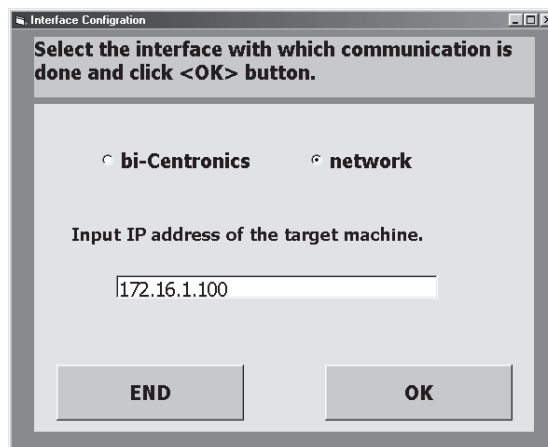 Interface Configration
Select the interface with which communication is
done and click <OK> button.
bi-Centronics network
Input IP address of the target machine.
172.16.1.100
END OK